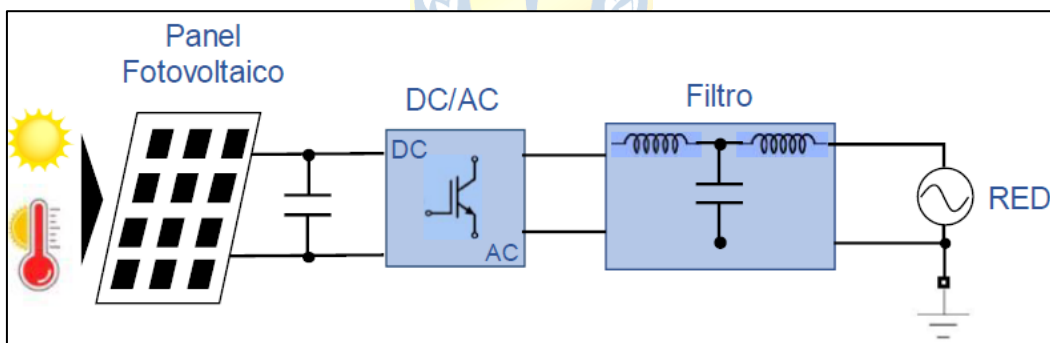 Panel
Fotovoltaico
DC/AC
Filtro
DC
AC
RED